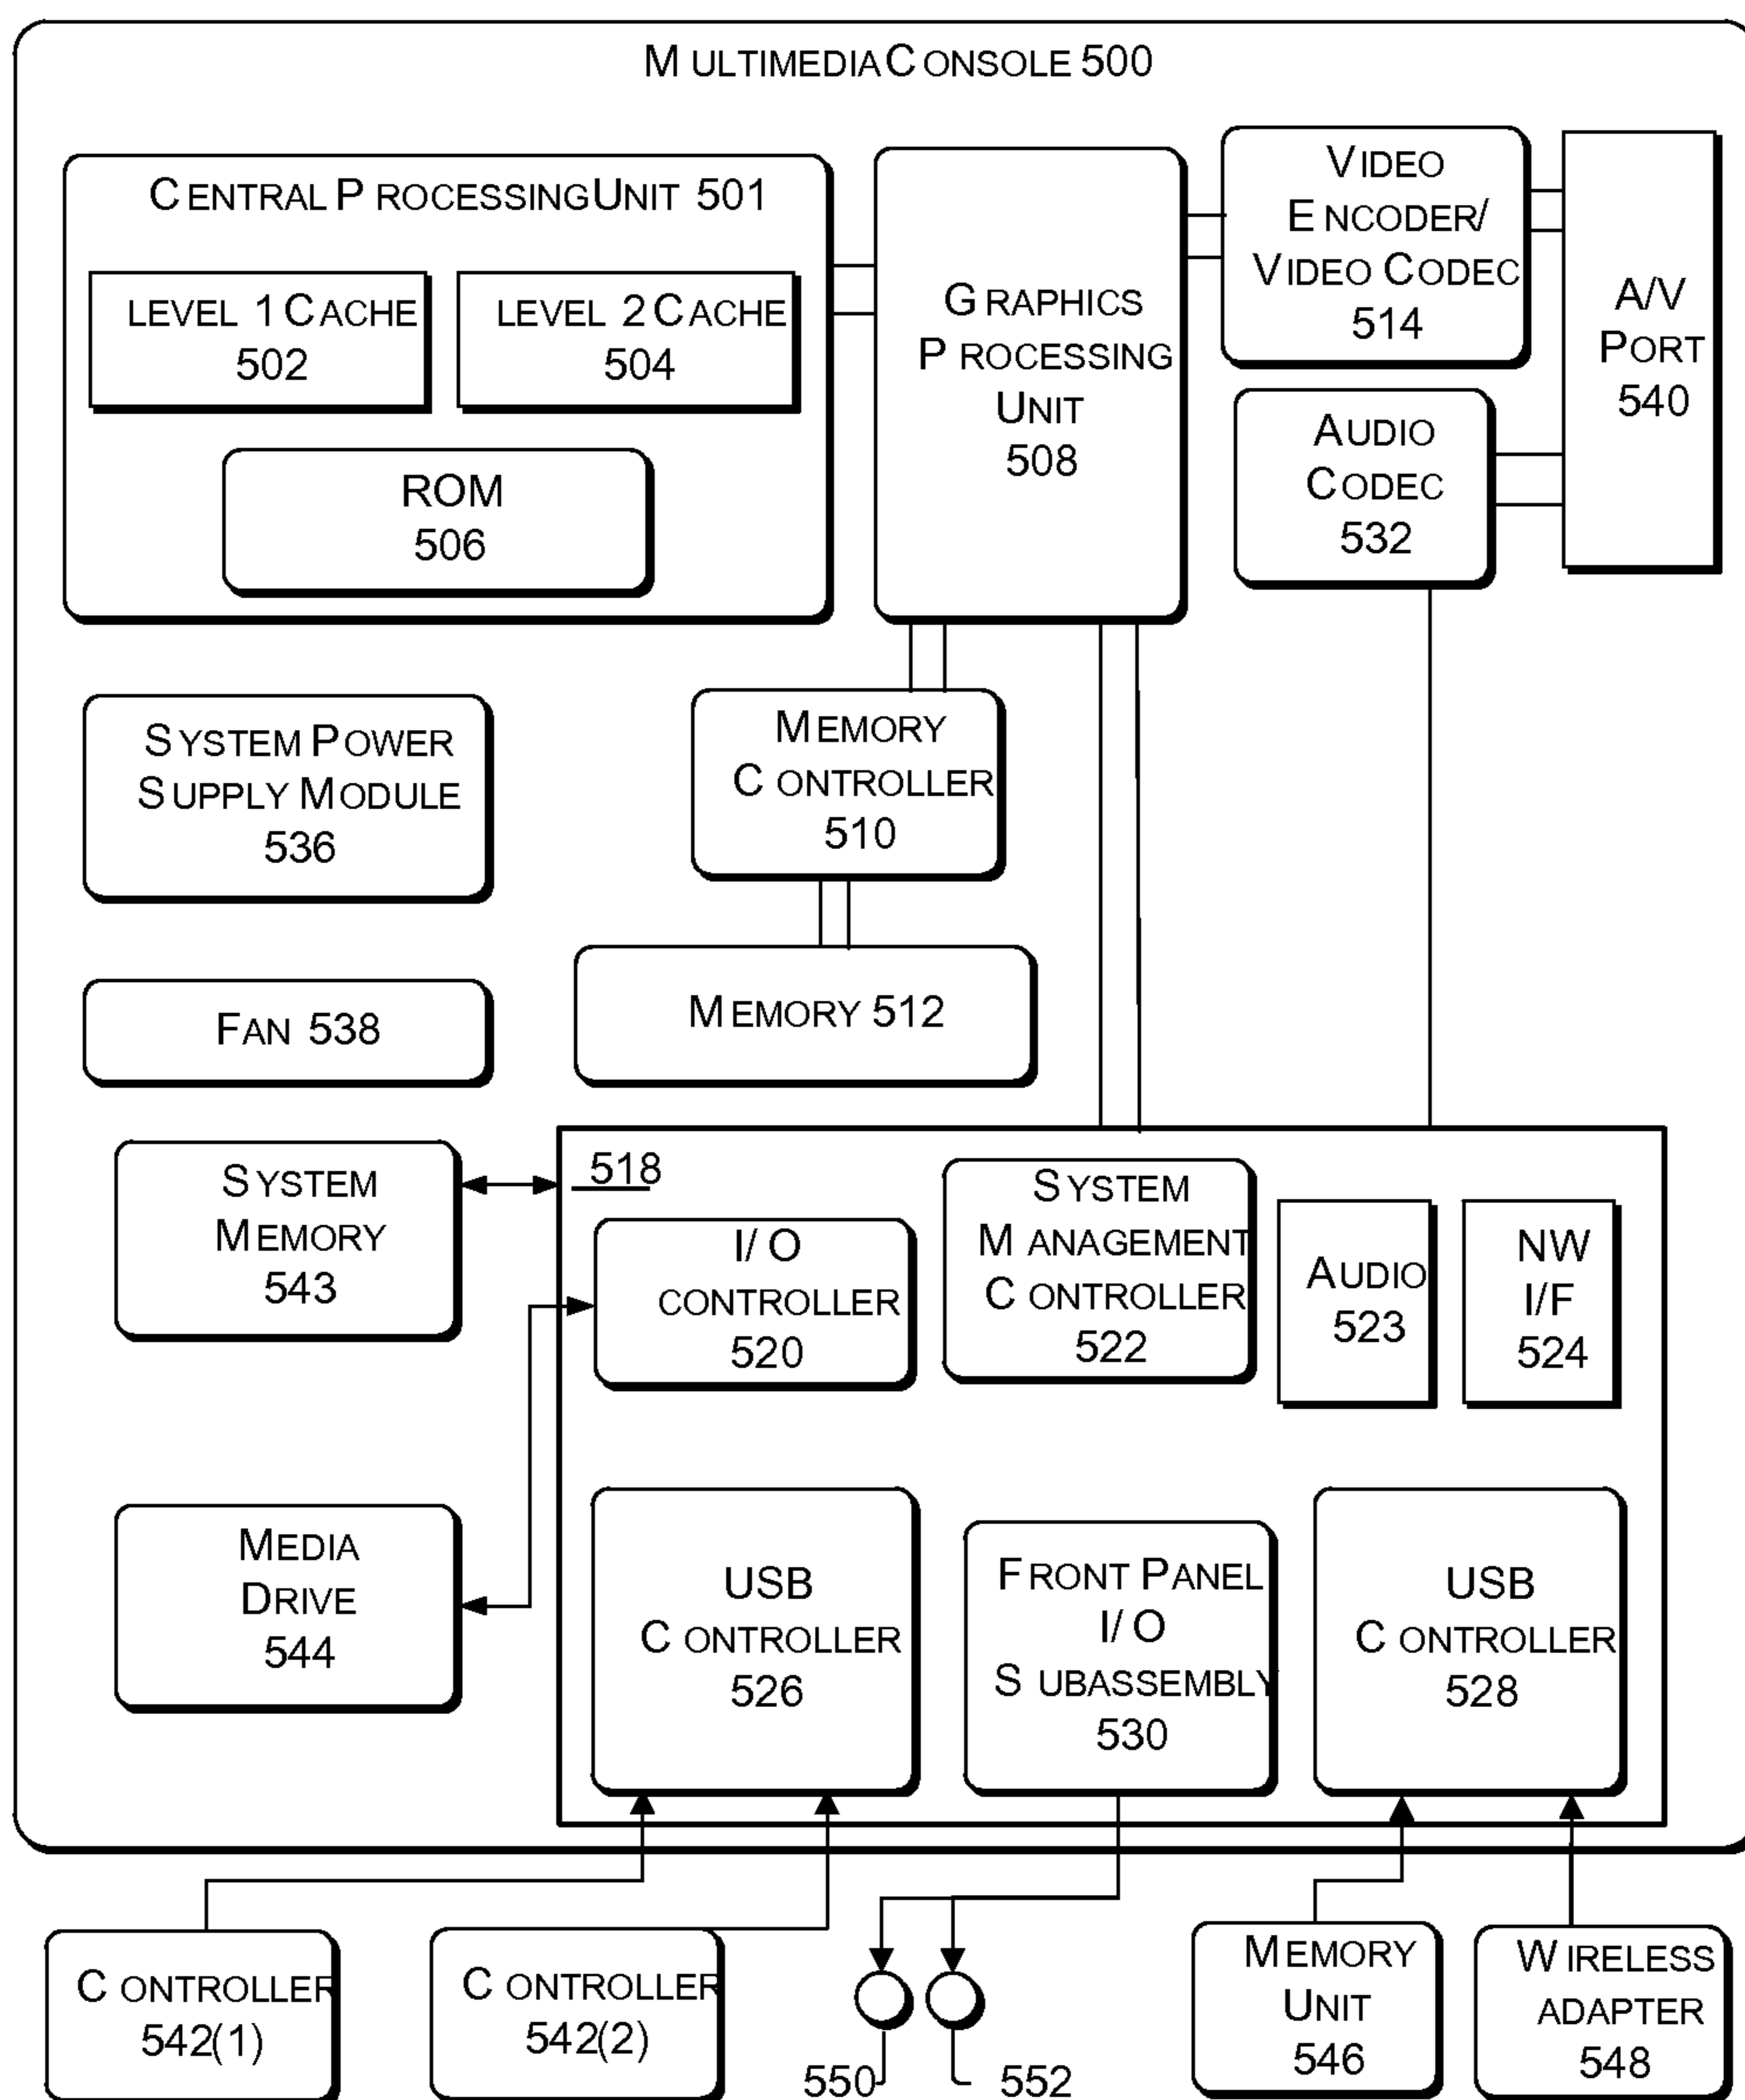 MULTIMEDIA CONSOLE 500
CENTRAL PROCESSING UNIT 501
LEVEL 1 CACHE
502
LEVEL 2 CACHE
504
ROM
506
GRAPHICS
PROCESSING
UNIT
508
VIDEO
ENCODER/
VIDEO CODEC
514
A/V
PORT
540
AUDIO
CODEC
532
SYSTEM POWER
SUPPLY MODULE
536
MEMORY
CONTROLLER
510
FAN 538
MEMORY 512
SYSTEM
MEMORY
543
518
I/O
CONTROLLER
520
SYSTEM
MANAGEMENT
CONTROLLER
522
AUDIO
523
NW
I/F
524
MEDIA
DRIVE
544
USB
CONTROLLER
526
FRONT PANEL
I/O
SUBASSEMBLY
530
USB
CONTROLLER
528
CONTROLLER
542(1)
CONTROLLER
542(2)
550
552
MEMORY
UNIT
546
WIRELESS
ADAPTER
548